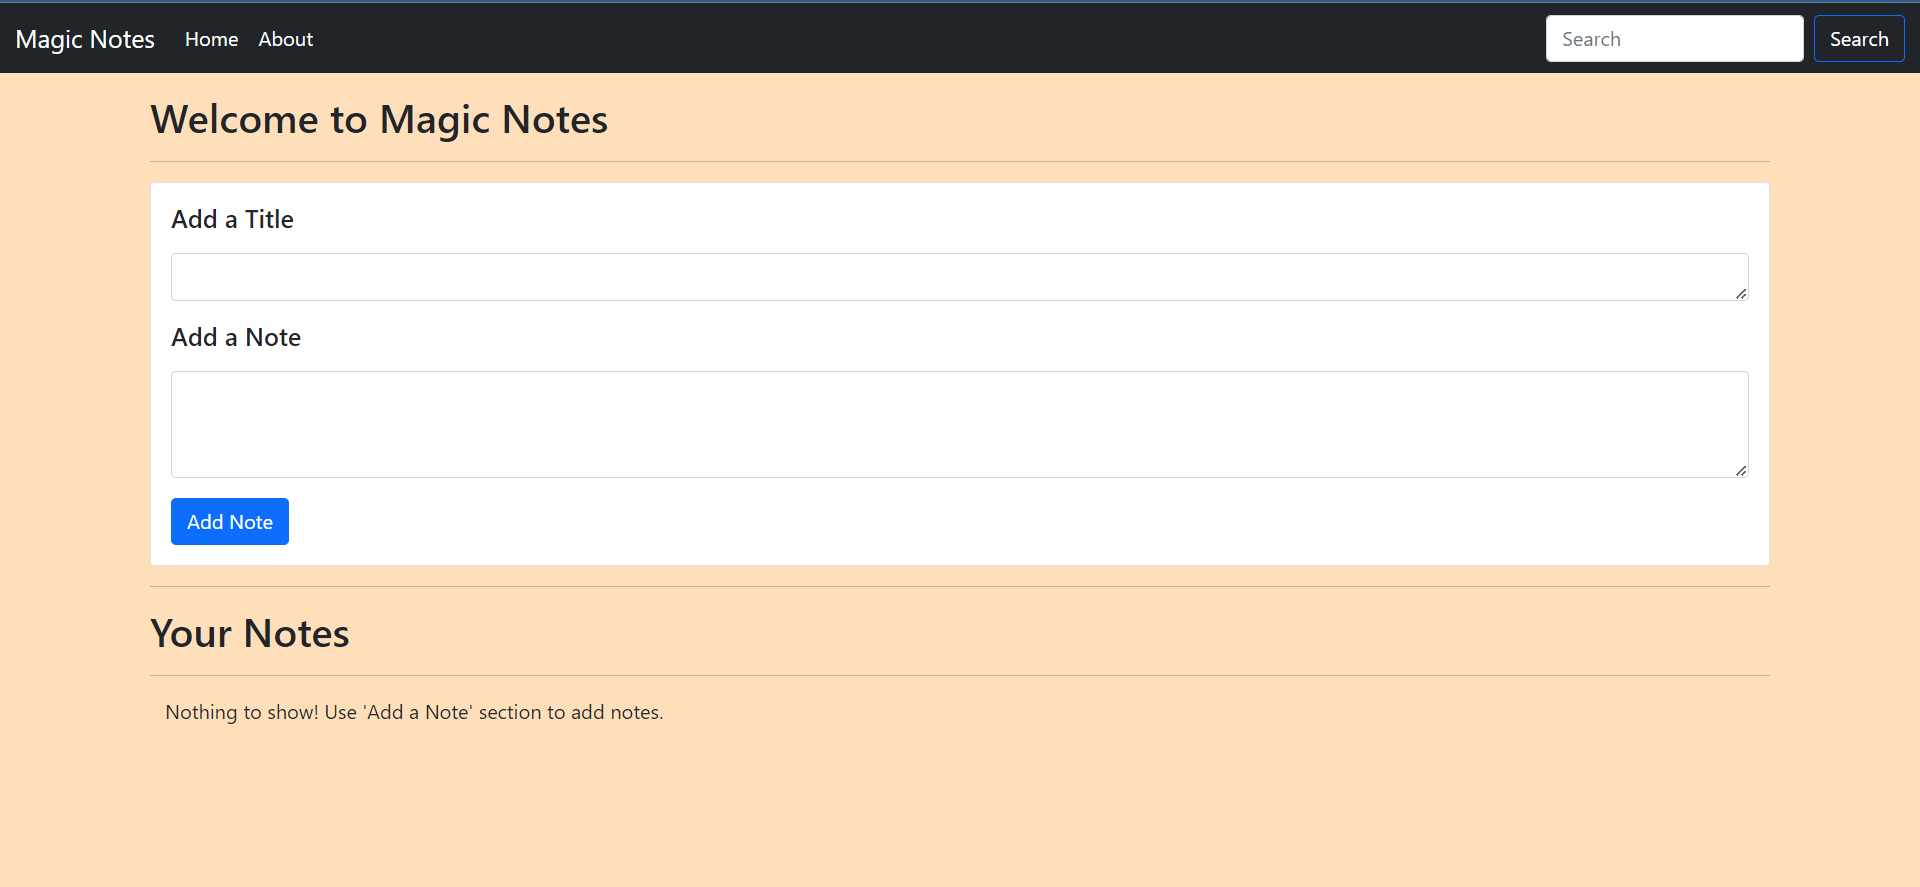 Magic Notes Home About Search Search
Welcome to Magic Notes
Add a Title
Add a Note
Add Note
Your Notes
Nothing to show! Use 'Add a Note' section to add notes.